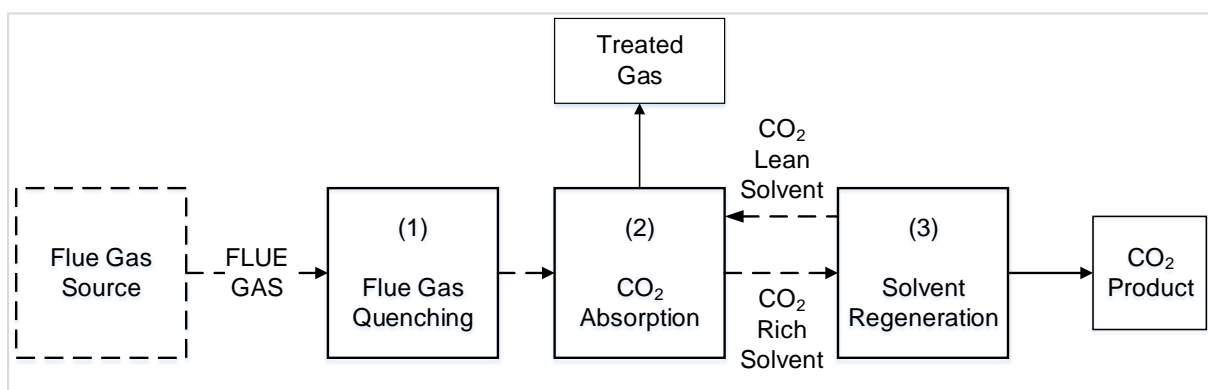 Treated
Gas
CO₂
Lean
Solvent
Flue Gas
Source
FLUE
GAS
(1)
Flue Gas
Quenching
(2)
CO₂
Absorption
CO₂
Rich
Solvent
(3)
Solvent
Regeneration
CO₂
Product